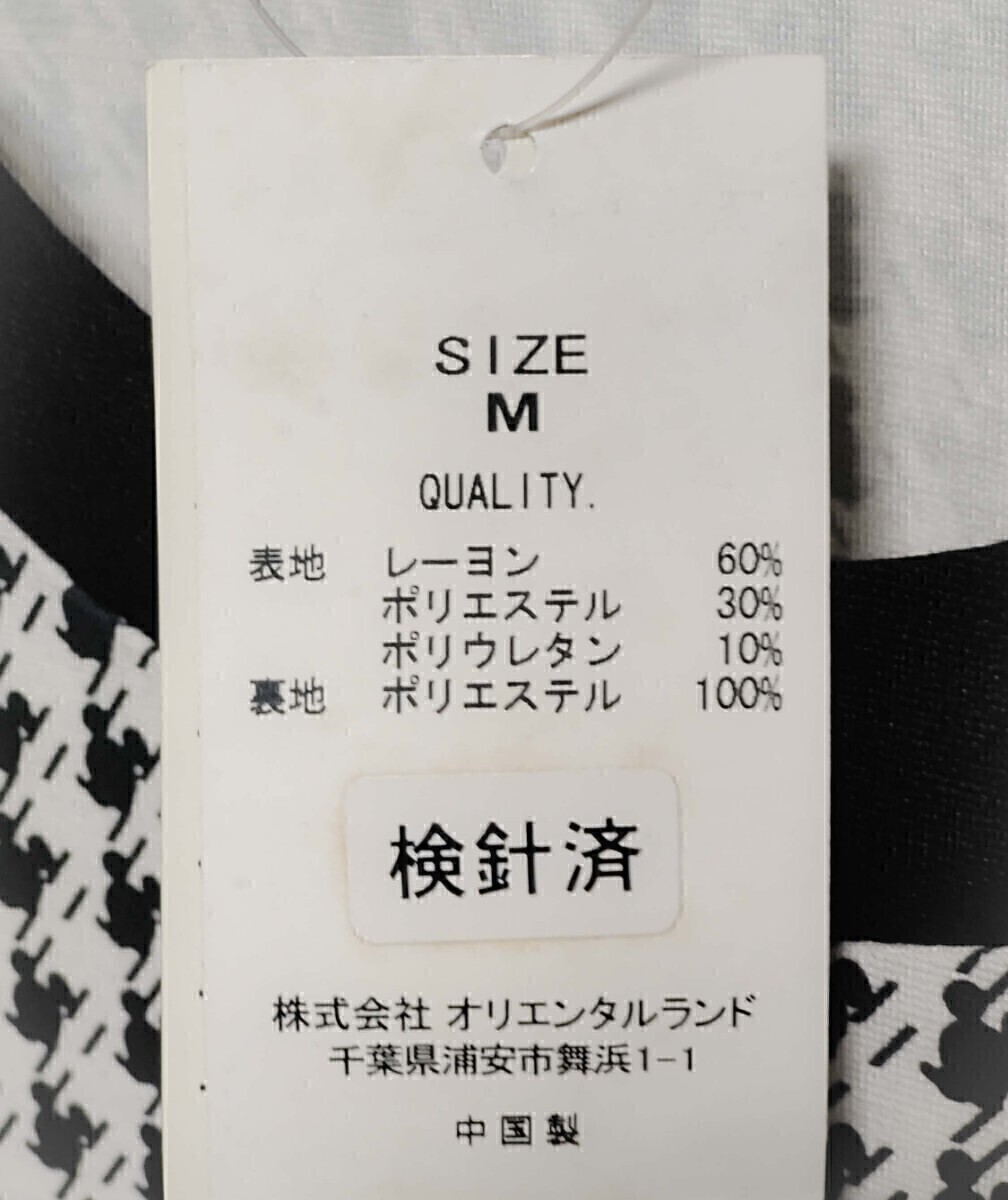 SIZE
M
QUALITY.
表地 レーヨン 60%
ポリエステル 30%
ポリウレタン 10%
裏地 ポリエステル 100%
検針済
株式会社 オリエンタルランド
千葉県浦安市舞浜1-1
中国製